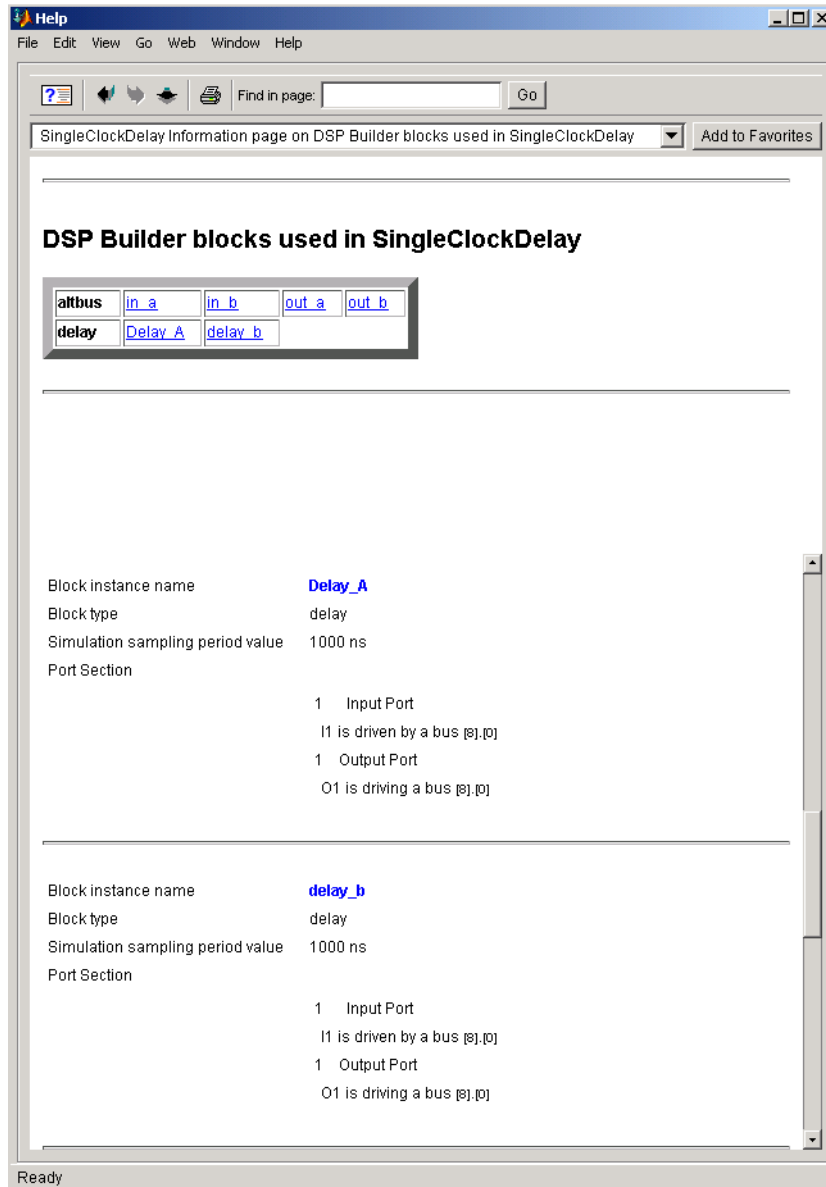 Help
File Edit View Go Web Window Help
Find in page: Go
SingleClockDelay Information page on DSP Builder blocks used in SingleClockDelay Add to Favorites
DSP Builder blocks used in SingleClockDelay
altbus in_a in_b out_a out_b
delay Delay_A delay_b
Block instance name Delay_A
Block type delay
Simulation sampling period value 1000 ns
Port Section
1 Input Port
I1 is driven by a bus [8].[0]
1 Output Port
O1 is driving a bus [8].[0]
Block instance name delay_b
Block type delay
Simulation sampling period value 1000 ns
Port Section
1 Input Port
I1 is driven by a bus [8].[0]
1 Output Port
O1 is driving a bus [8].[0]
Ready